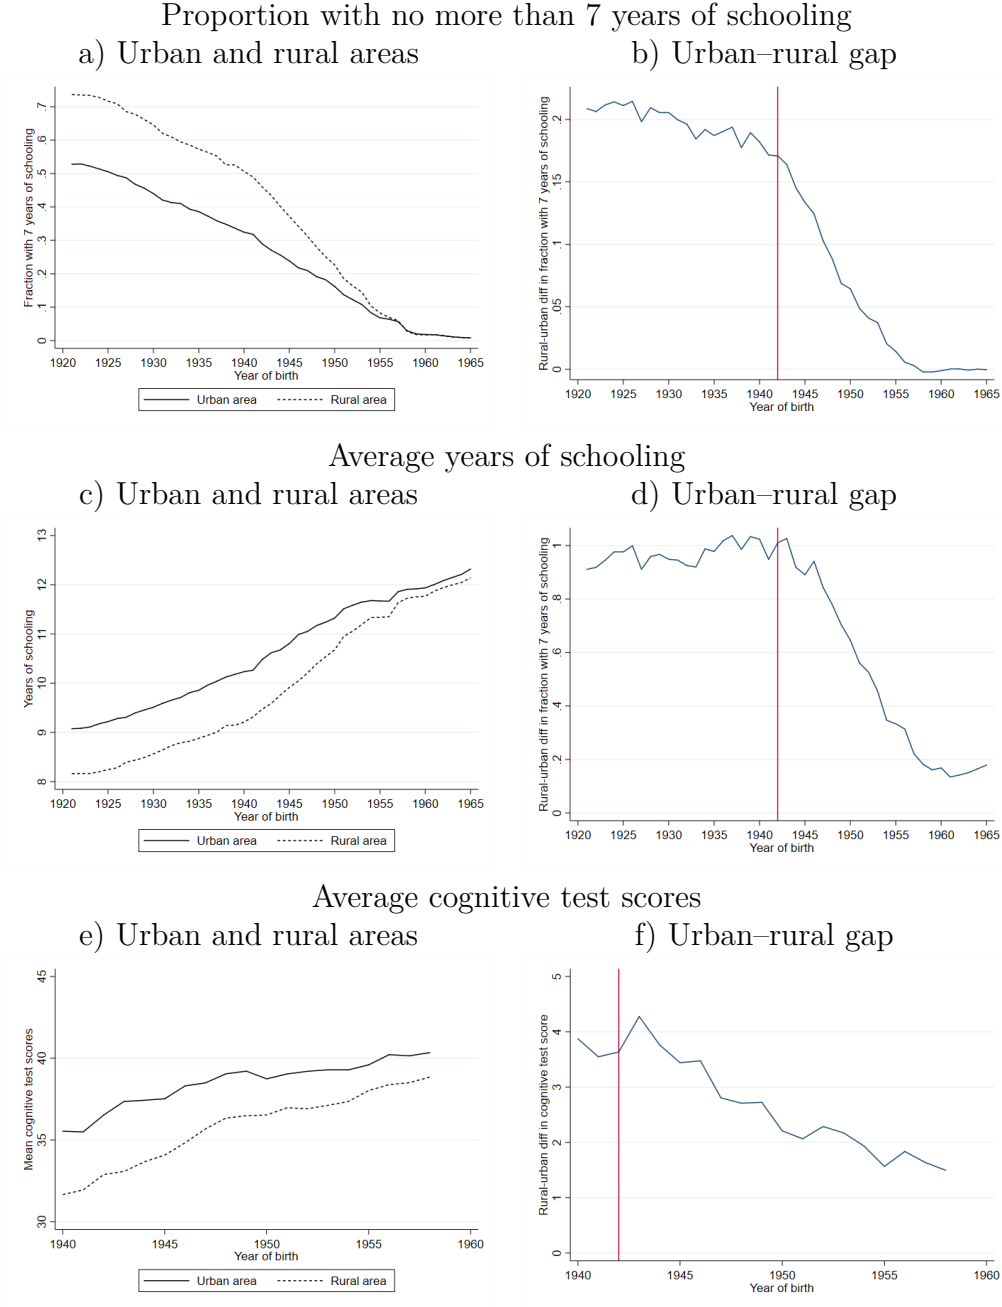 Proportion with no more than 7 years of schooling
a) Urban and rural areas
b) Urban–rural gap
Fraction with 7 years of schooling
0 .1 .2 .3 .4 .5 .6 .7
1920 1925 1930 1935 1940 1945 1950 1955 1960 1965
Year of birth
Urban area Rural area
Rural-urban diff in fraction with 7 years of schooling
0 .05 .1 .15 .2
1920 1925 1930 1935 1940 1945 1950 1955 1960 1965
Year of birth
Average years of schooling
c) Urban and rural areas
d) Urban–rural gap
Years of schooling
8 9 10 11 12 13
1920 1925 1930 1935 1940 1945 1950 1955 1960 1965
Year of birth
Urban area Rural area
Rural-urban diff in fraction with 7 years of schooling
0 .2 .4 .6 .8 1
1920 1925 1930 1935 1940 1945 1950 1955 1960 1965
Year of birth
Average cognitive test scores
e) Urban and rural areas
f) Urban–rural gap
Mean cognitive test scores
30 35 40 45
1940 1945 1950 1955 1960
Year of birth
Urban area Rural area
Rural-urban diff in cognitive test score
0 1 2 3 4 5
1940 1945 1950 1955 1960
Year of birth